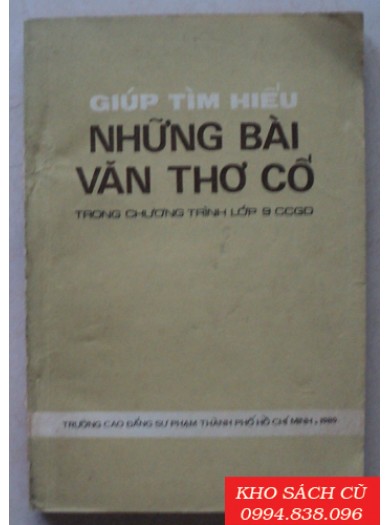 GIÚP TÌM HIỂU
NHỮNG BÀI
VĂN THƠ CỔ
TRONG CHƯƠNG TRÌNH LỚP 9 CCGD
TRƯỜNG CAO ĐẲNG SƯ PHẠM THÀNH PHỐ HỒ CHÍ MINH, 1989
KHO SÁCH CŨ
0994.838.096